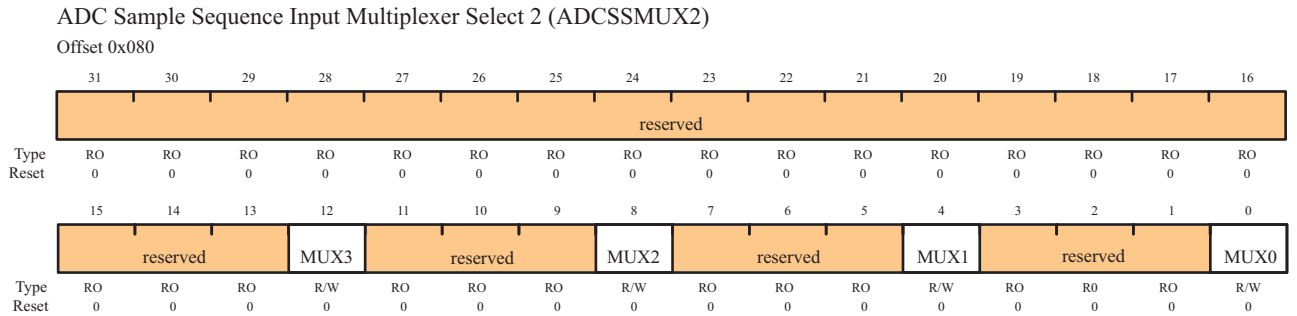 ADC Sample Sequence Input Multiplexer Select 2 (ADCSSMUX2)
Offset 0x080
31 30 29 28 27 26 25 24 23 22 21 20 19 18 17 16
reserved
Type RO RO RO RO RO RO RO RO RO RO RO RO RO RO RO RO
Reset 0 0 0 0 0 0 0 0 0 0 0 0 0 0 0 0
15 14 13 12 11 10 9 8 7 6 5 4 3 2 1 0
reserved MUX3 reserved MUX2 reserved MUX1 reserved MUX0
Type RO RO RO R/W RO RO RO R/W RO RO RO R/W RO R0 RO R/W
Reset 0 0 0 0 0 0 0 0 0 0 0 0 0 0 0 0